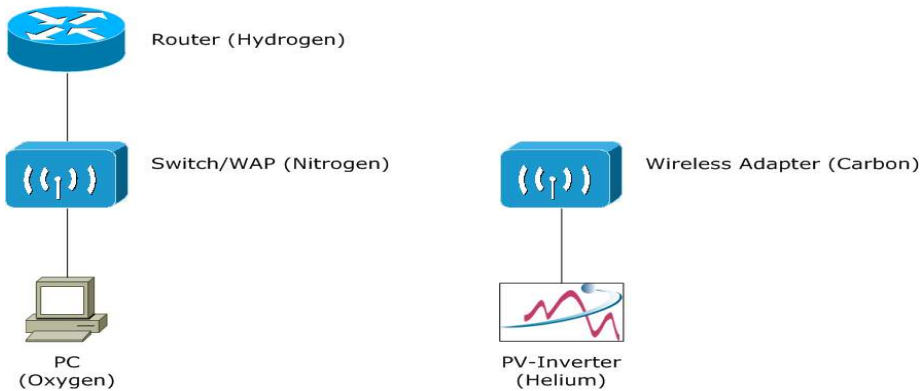 Router (Hydrogen)
Switch/WAP (Nitrogen)
Wireless Adapter (Carbon)
PC
(Oxygen)
PV-Inverter
(Helium)